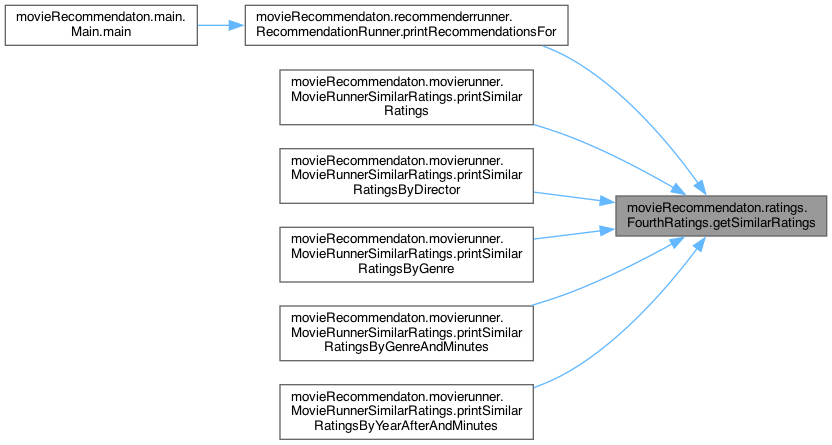 movieRecommendaton.main.
Main.main
movieRecommendaton.recommenderrunner.
RecommendationRunner.printRecommendationsFor
movieRecommendaton.movierunner.
MovieRunnerSimilarRatings.printSimilar
Ratings
movieRecommendaton.movierunner.
MovieRunnerSimilarRatings.printSimilar
RatingsByDirector
movieRecommendaton.movierunner.
MovieRunnerSimilarRatings.printSimilar
RatingsByGenre
movieRecommendaton.movierunner.
MovieRunnerSimilarRatings.printSimilar
RatingsByGenreAndMinutes
movieRecommendaton.movierunner.
MovieRunnerSimilarRatings.printSimilar
RatingsByYearAfterAndMinutes
movieRecommendaton.ratings.
FourthRatings.getSimilarRatings